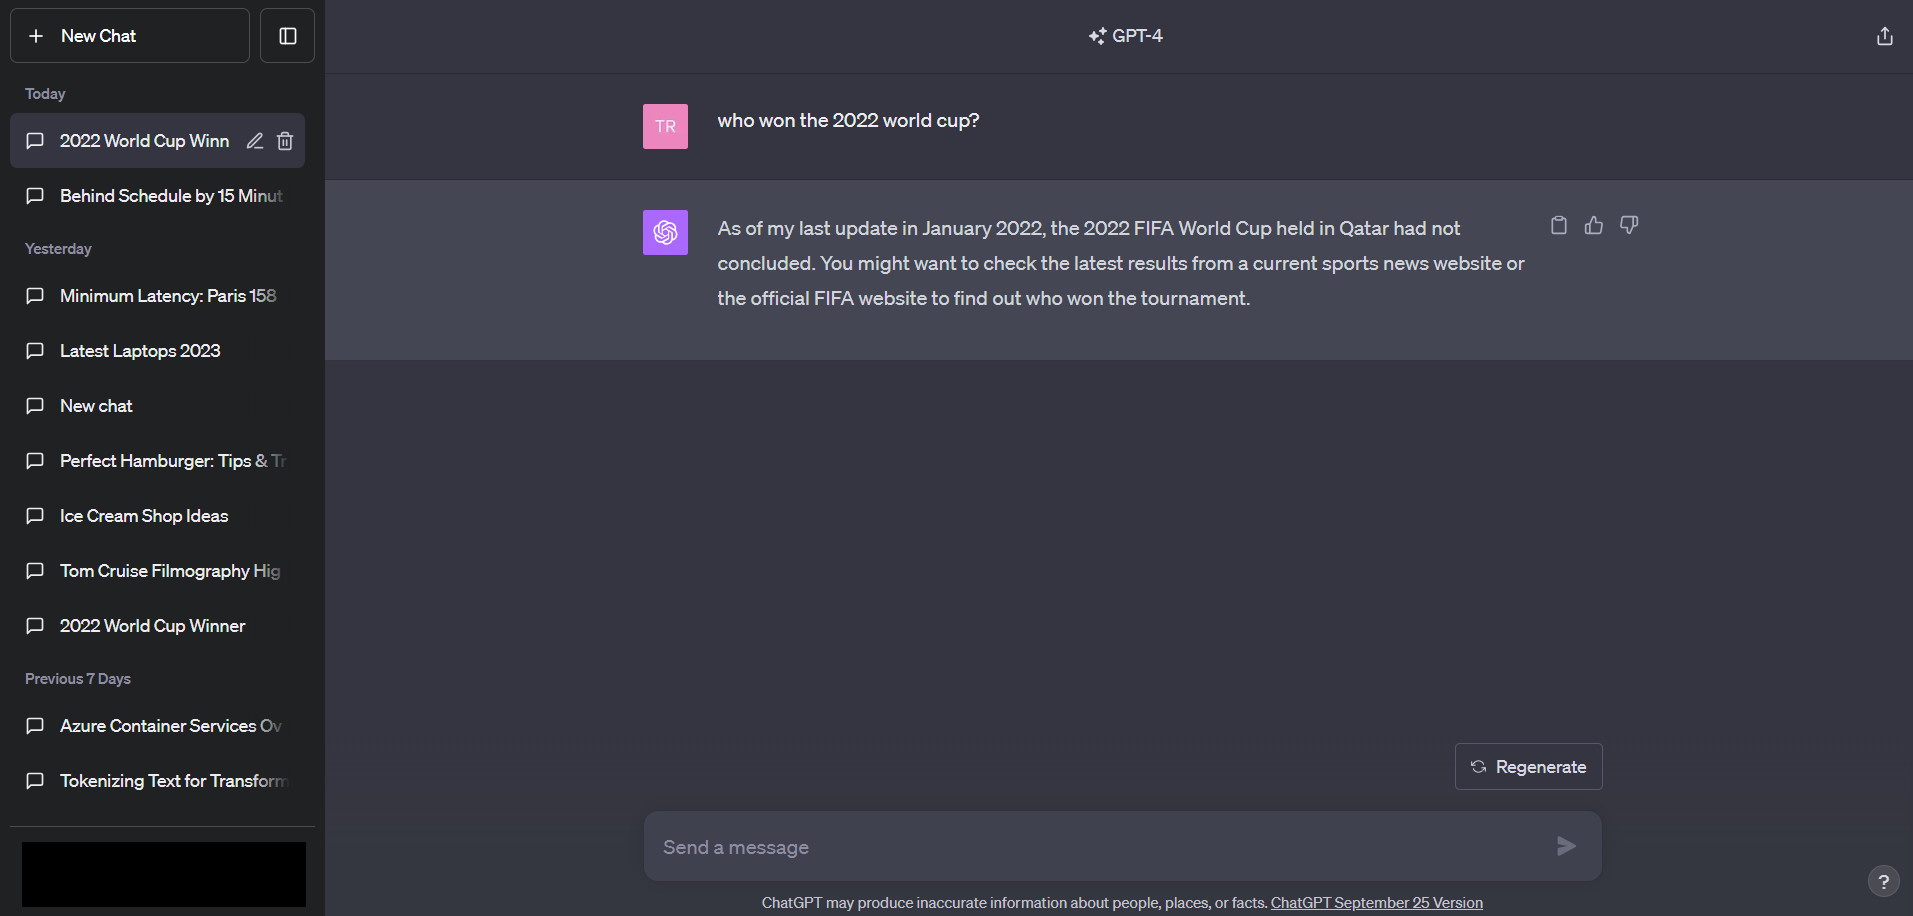 New Chat
Today
2022 World Cup Winn
Behind Schedule by 15 Minut
Yesterday
Minimum Latency: Paris 158
Latest Laptops 2023
New chat
Perfect Hamburger: Tips & Tr
Ice Cream Shop Ideas
Tom Cruise Filmography Hig
2022 World Cup Winner
Previous 7 Days
Azure Container Services Ov
Tokenizing Text for Transform
GPT-4
TR
who won the 2022 world cup?
As of my last update in January 2022, the 2022 FIFA World Cup held in Qatar had not
concluded. You might want to check the latest results from a current sports news website or
the official FIFA website to find out who won the tournament.
Regenerate
Send a message
ChatGPT may produce inaccurate information about people, places, or facts. ChatGPT September 25 Version
?